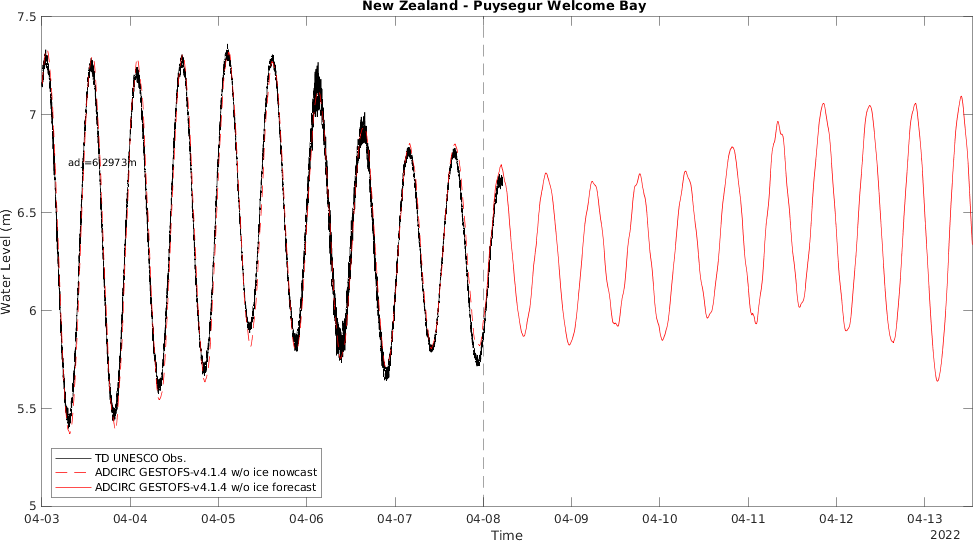 New Zealand - Puysegur Welcome Bay
7.5
7
6.5
6
5.5
5
Water Level (m)
adj=6.2973m
TD UNESCO Obs.
ADCIRC GESTOFS-v4.1.4 w/o ice nowcast
ADCIRC GESTOFS-v4.1.4 w/o ice forecast
04-03 04-04 04-05 04-06 04-07 04-08 04-09 04-10 04-11 04-12 04-13
Time
2022